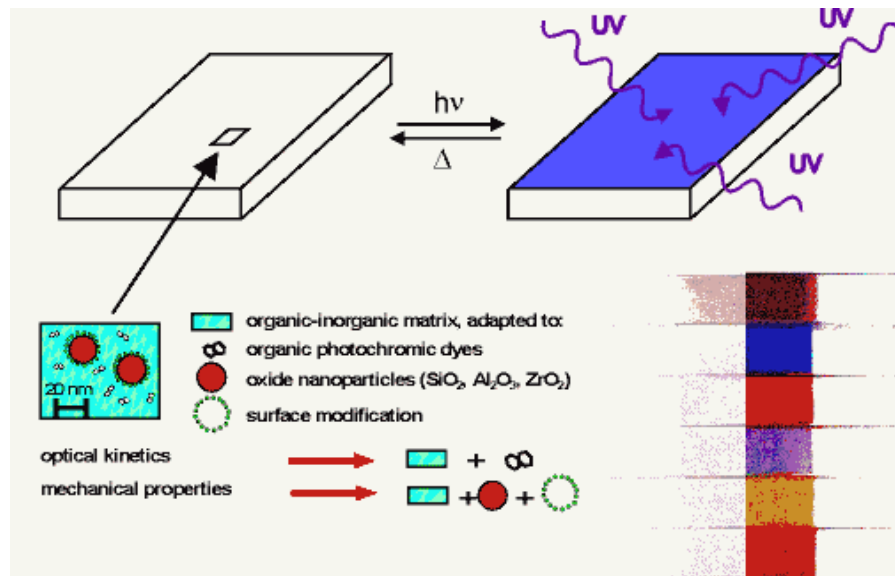 UV
UV
hν
Δ
UV
organic-inorganic matrix, adapted to:
organic photochromic dyes
oxide nanoparticles (SiO₂, Al₂O₃, ZrO₂)
surface modification
20 nm
optical kinetics
+
mechanical properties
+ +